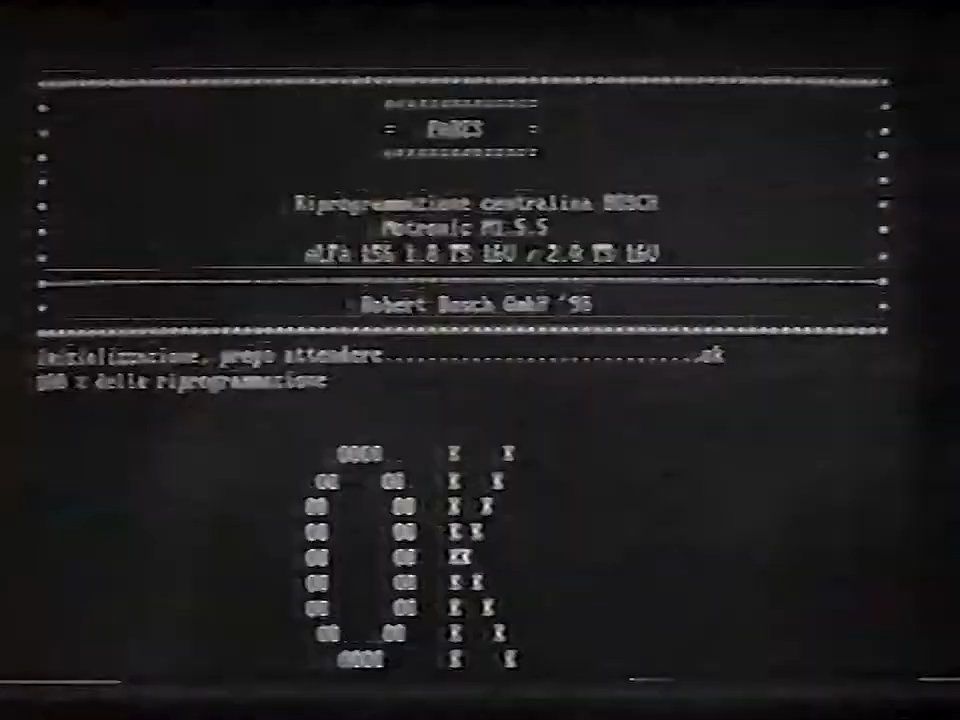 Riprogrammazione centralina BOSCH
Motronic M1.5.5
Alfa 156 1.8 TS 16V / 2.0 TS 16V
Robert Bosch GmbH
Inizializzazione, prego attendere................................ok
100 % della riprogrammazione
OK